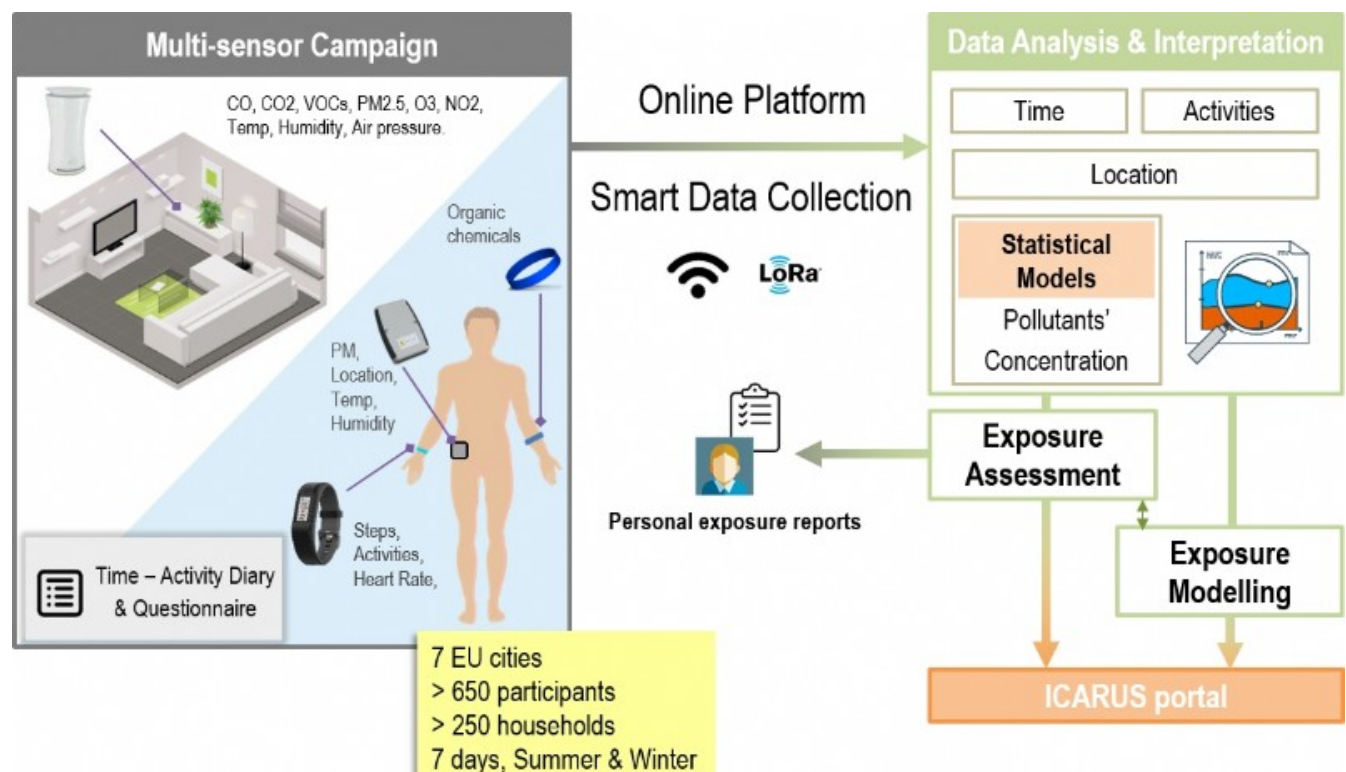 Multi-sensor Campaign
CO, CO2, VOCs, PM2.5, O3, NO2,
Temp, Humidity, Air pressure.
Organic
chemicals
PM,
Location,
Temp,
Humidity
Steps,
Activities,
Heart Rate,
Time – Activity Diary
& Questionnaire
7 EU cities
> 650 participants
> 250 households
7 days, Summer & Winter
Online Platform
Smart Data Collection
LoRa
Personal exposure reports
Data Analysis & Interpretation
Time
Activities
Location
Statistical
Models
Pollutants'
Concentration
Exposure
Assessment
Exposure
Modelling
ICARUS portal